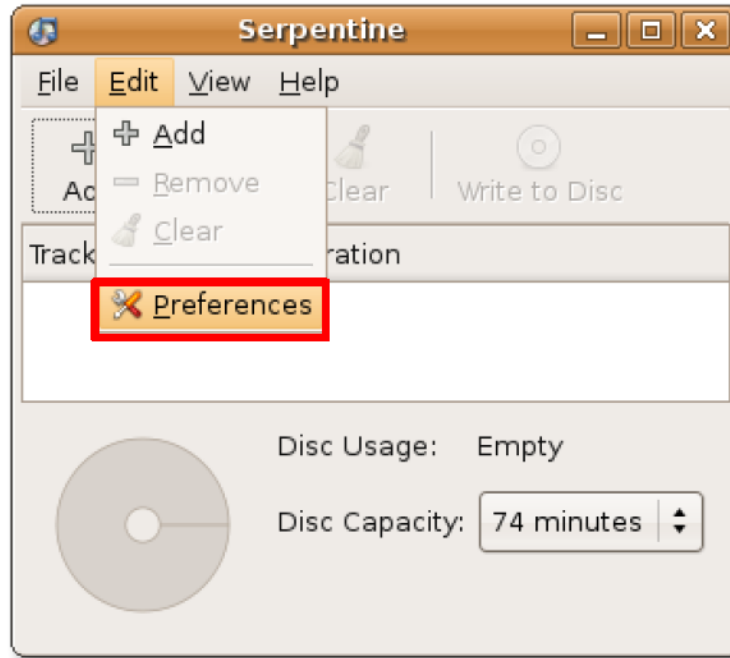 Serpentine
File Edit View Help
Add
Remove
Clear
Preferences
Ad
Clear
Write to Disc
Track
ration
Disc Usage: Empty
Disc Capacity: 74 minutes